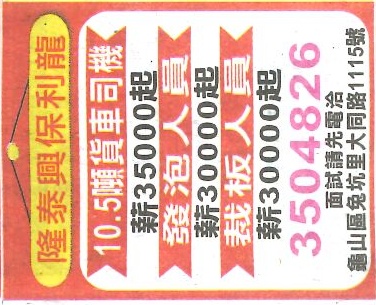 隆泰興保利龍
10.5噸貨車司機
薪35000起
發泡人員
薪30000起
裁板人員
薪30000起
3504826
面試請先電洽
龜山區兔坑里大同路1115號